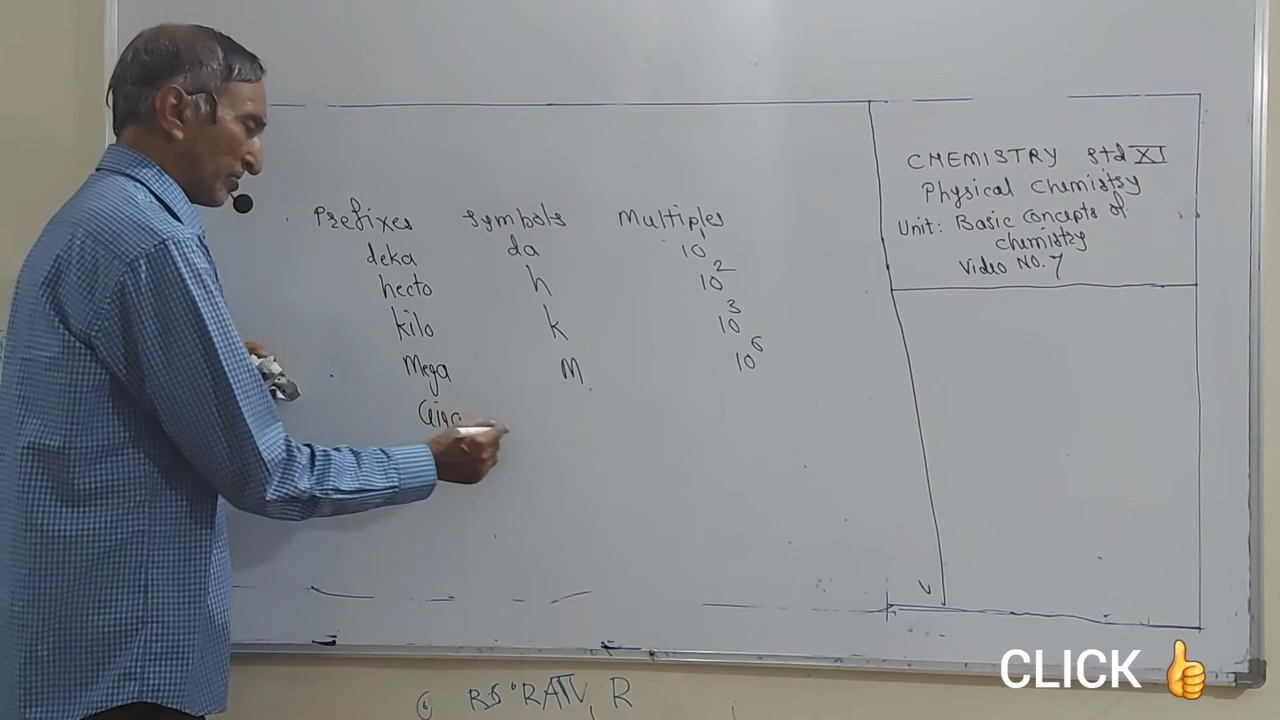 Prefixes Symbols Multiples
deka da 10¹
hecto h 10²
kilo k 10³
Mega M 10⁶
Giga
CHEMISTRY std XI
Physical Chemistry
Unit: Basic Concepts of
chemistry
Video NO. 7
CLICK